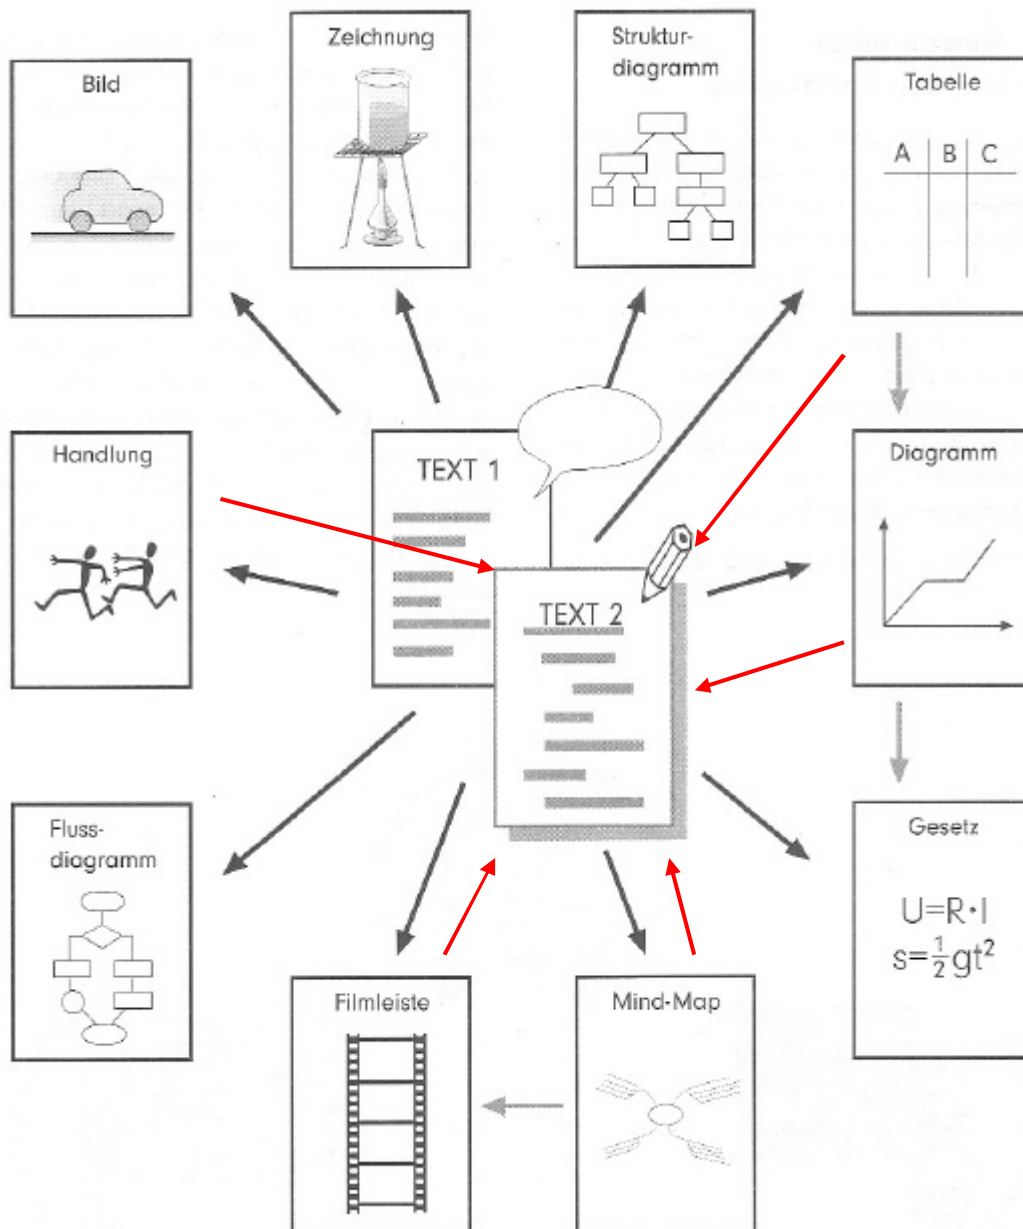 Zeichnung
Struktur-
diagramm
Bild
Tabelle
A B C
Handlung
TEXT 1
Diagramm
TEXT 2
Fluss-
diagramm
Gesetz
U=R·I
s=½gt²
Filmleiste
Mind-Map